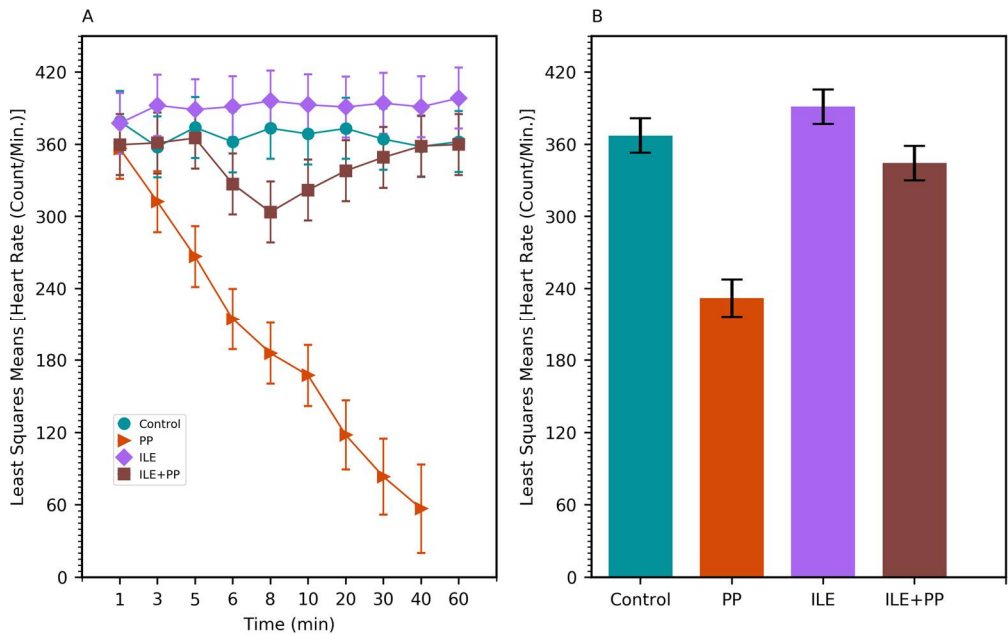 A
B
Least Squares Means [Heart Rate (Count/Min.)]
420
360
300
240
180
120
60
0
Control
PP
ILE
ILE+PP
1 3 5 6 8 10 20 30 40 60
Time (min)
Least Squares Means [Heart Rate (Count/Min.)]
420
360
300
240
180
120
60
0
Control PP ILE ILE+PP